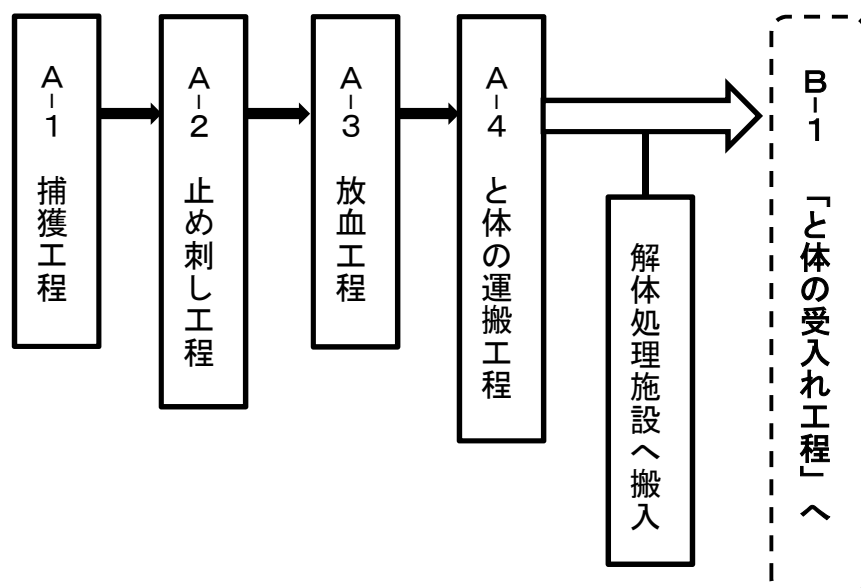 A-1 捕獲工程
A-2 止め刺し工程
A-3 放血工程
A-4 と体の運搬工程
解体処理施設へ搬入
B-1 「と体の受入れ工程」へ